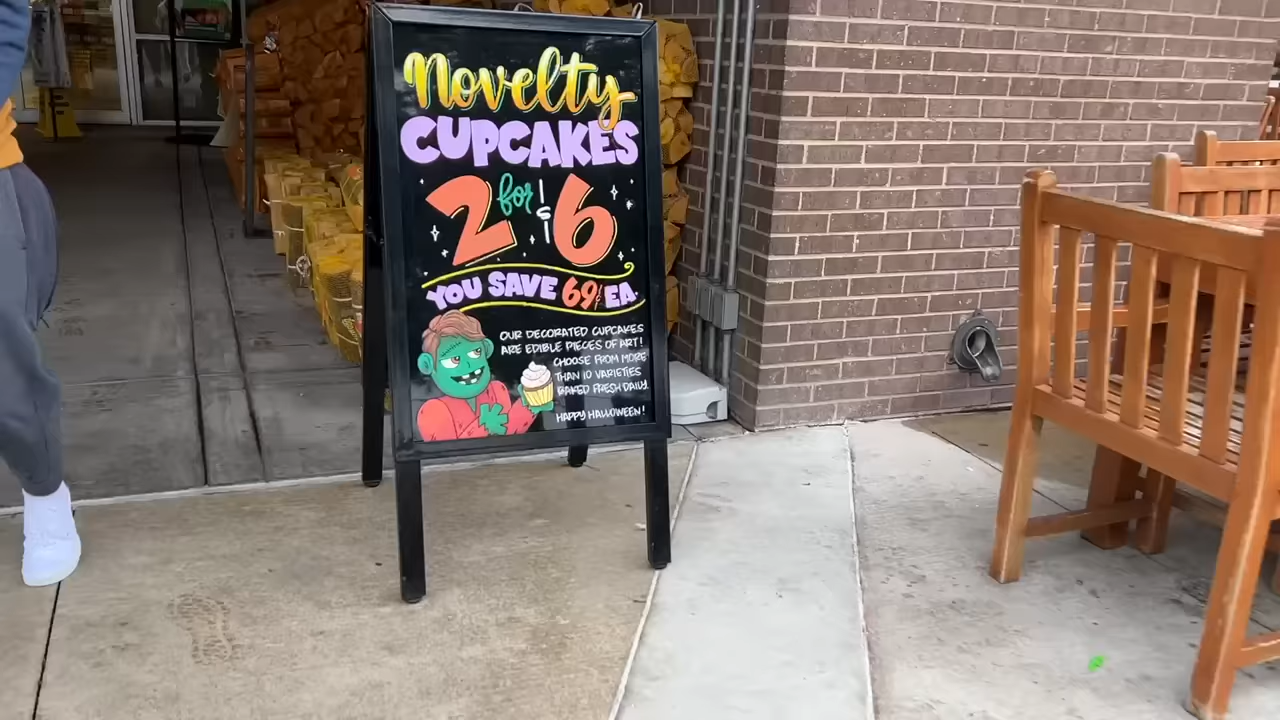 Novelty
CUPCAKES
2 for $6
YOU SAVE 69¢ EA.
OUR DECORATED CUPCAKES
ARE EDIBLE PIECES OF ART!
CHOOSE FROM MORE
THAN 10 VARIETIES
BAKED FRESH DAILY.
HAPPY HALLOWEEN!